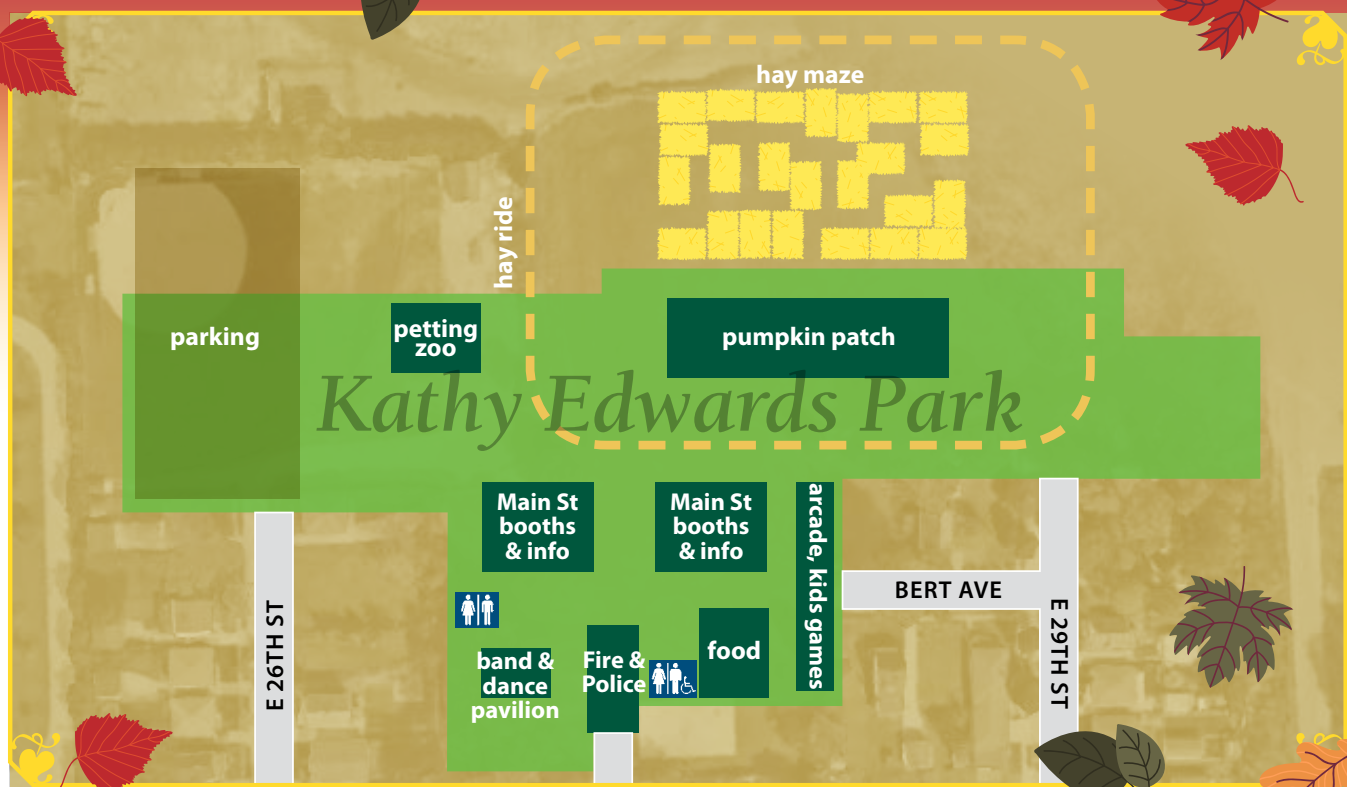 hay maze
hay ride
parking
petting
zoo
pumpkin patch
Kathy Edwards Park
Main St
booths
& info
Main St
booths
& info
arcade, kids games
BERT AVE
E 26TH ST
E 29TH ST
band &
dance
pavilion
Fire &
Police
food